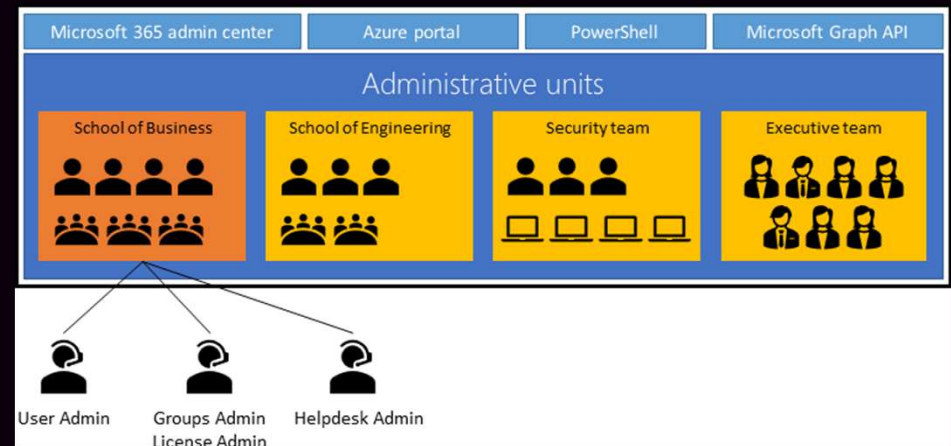 Microsoft 365 admin center
Azure portal
PowerShell
Microsoft Graph API
Administrative units
School of Business
School of Engineering
Security team
Executive team
User Admin
Groups Admin
License Admin
Helpdesk Admin